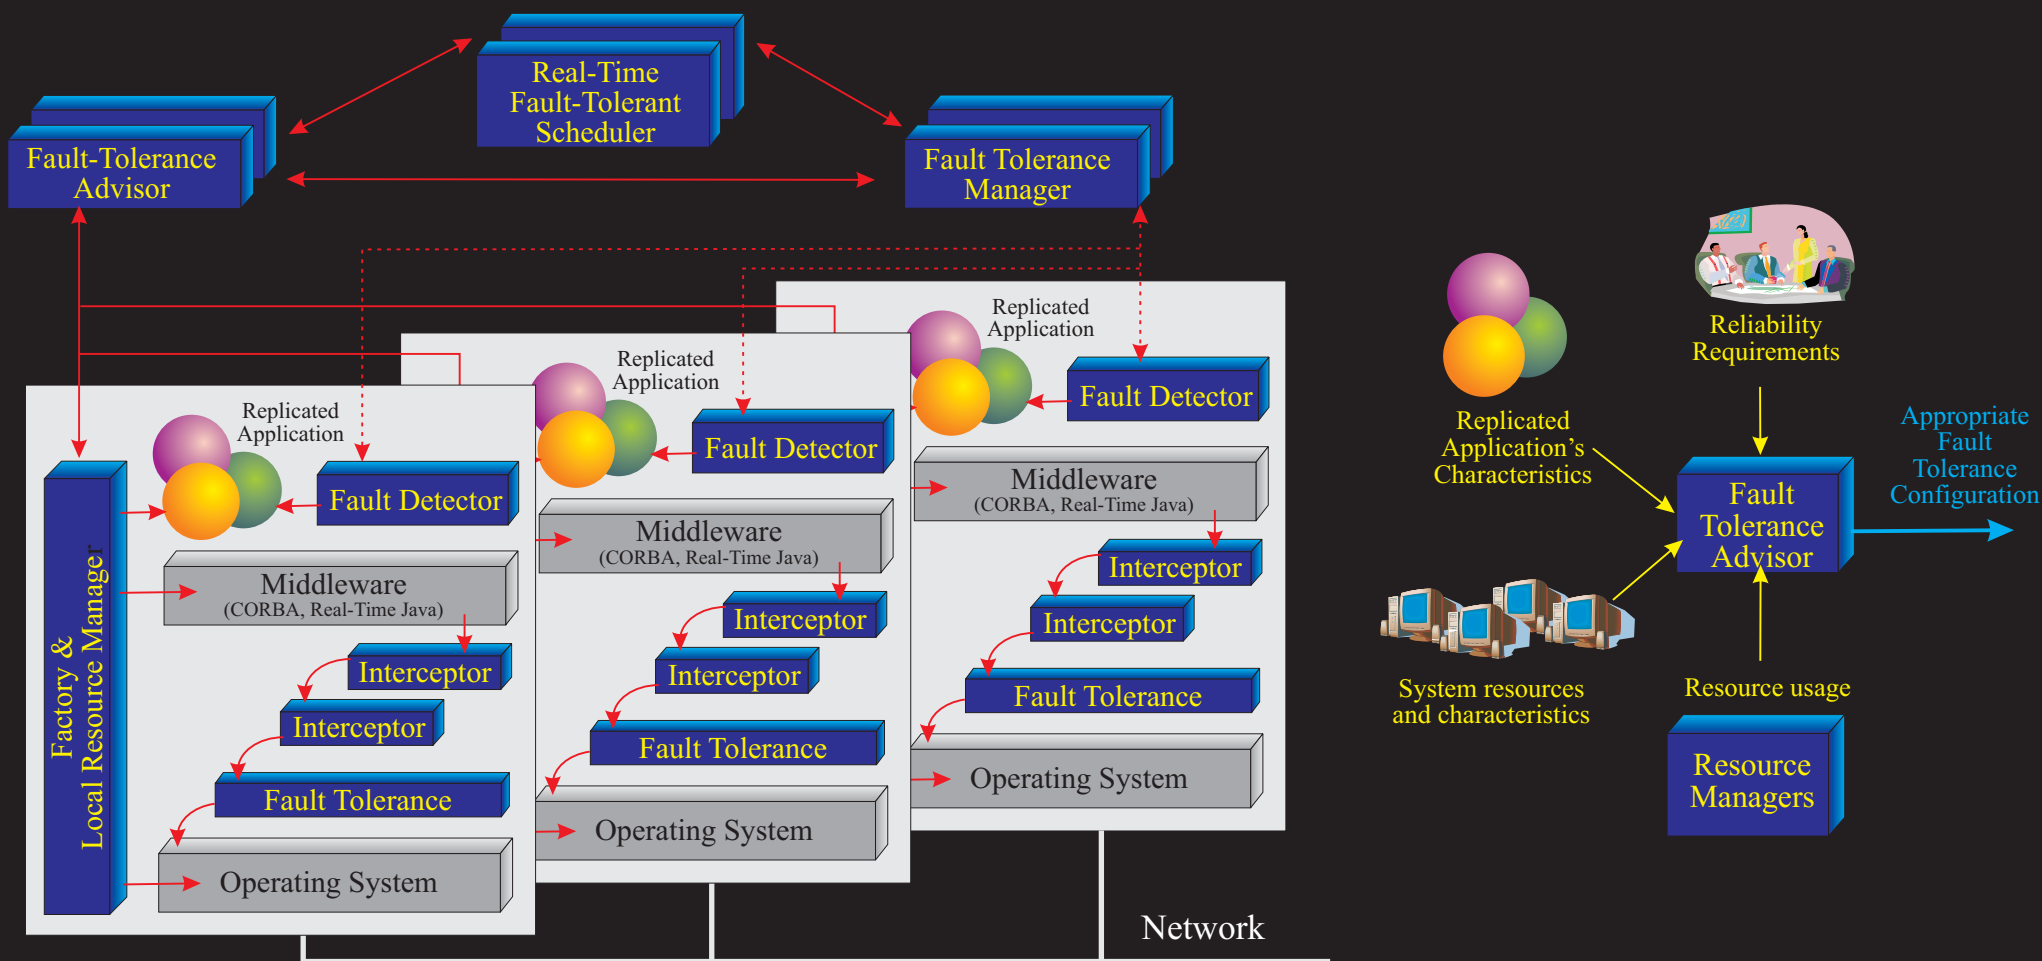 Real-Time
Fault-Tolerant
Scheduler
Fault-Tolerance
Advisor
Fault Tolerance
Manager
Replicated
Application
Fault Detector
Middleware
(CORBA, Real-Time Java)
Interceptor
Interceptor
Fault Tolerance
Operating System
Replicated
Application
Fault Detector
Middleware
(CORBA, Real-Time Java)
Interceptor
Interceptor
Fault Tolerance
Operating System
Replicated
Application
Fault Detector
Middleware
(CORBA, Real-Time Java)
Interceptor
Interceptor
Fault Tolerance
Operating System
Factory &
Local Resource Manager
Network
Reliability
Requirements
Replicated
Application's
Characteristics
Appropriate
Fault
Tolerance
Configuration
Fault
Tolerance
Advisor
System resources
and characteristics
Resource usage
Resource
Managers